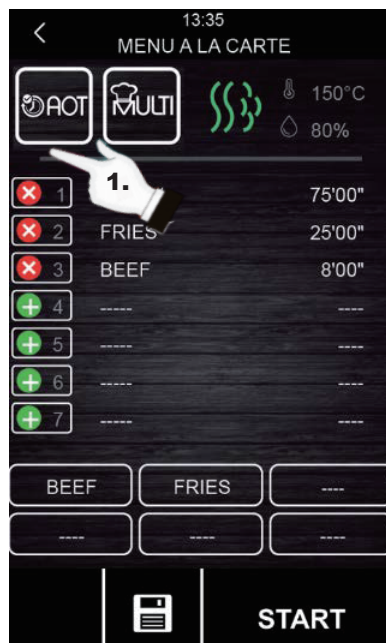 13:35
MENU A LA CARTE
AOT MULTI 150°C
80%
1.
1 75'00"
2 FRIES 25'00"
3 BEEF 8'00"
4 ----- ----
5 ----- ----
6 ----- ----
7 ----- ----
BEEF FRIES ----
---- ---- ----
START